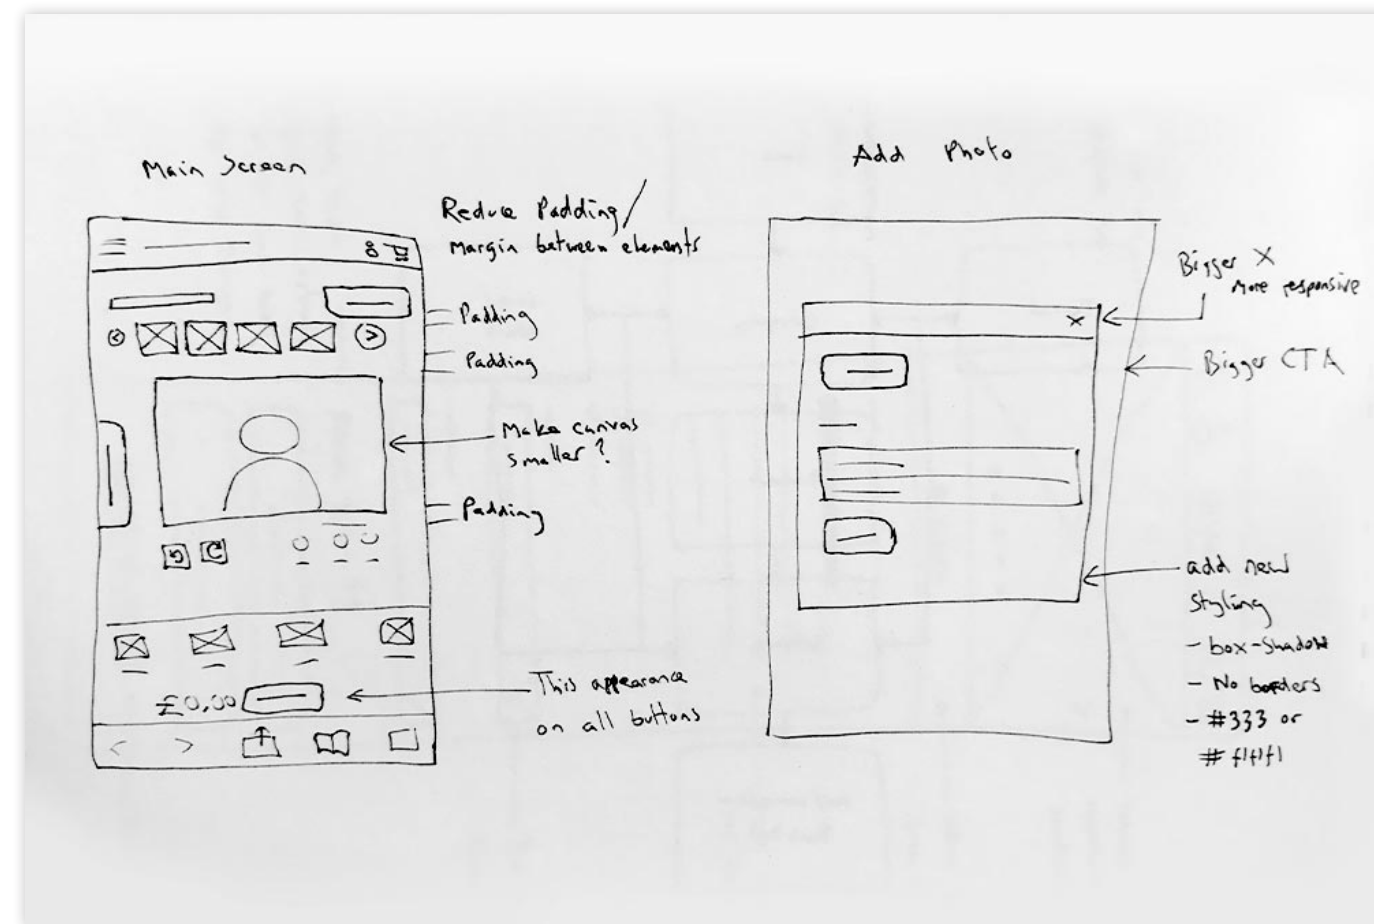 Main Screen
Reduce Padding/
Margin between elements
Padding
Padding
Make canvas
smaller?
Padding
£0.00
This appearance
on all buttons
Add Photo
Bigger X
More responsive
Bigger CTA
add new
Styling
- box-shadow
- No borders
- #333 or
# f1f1f1